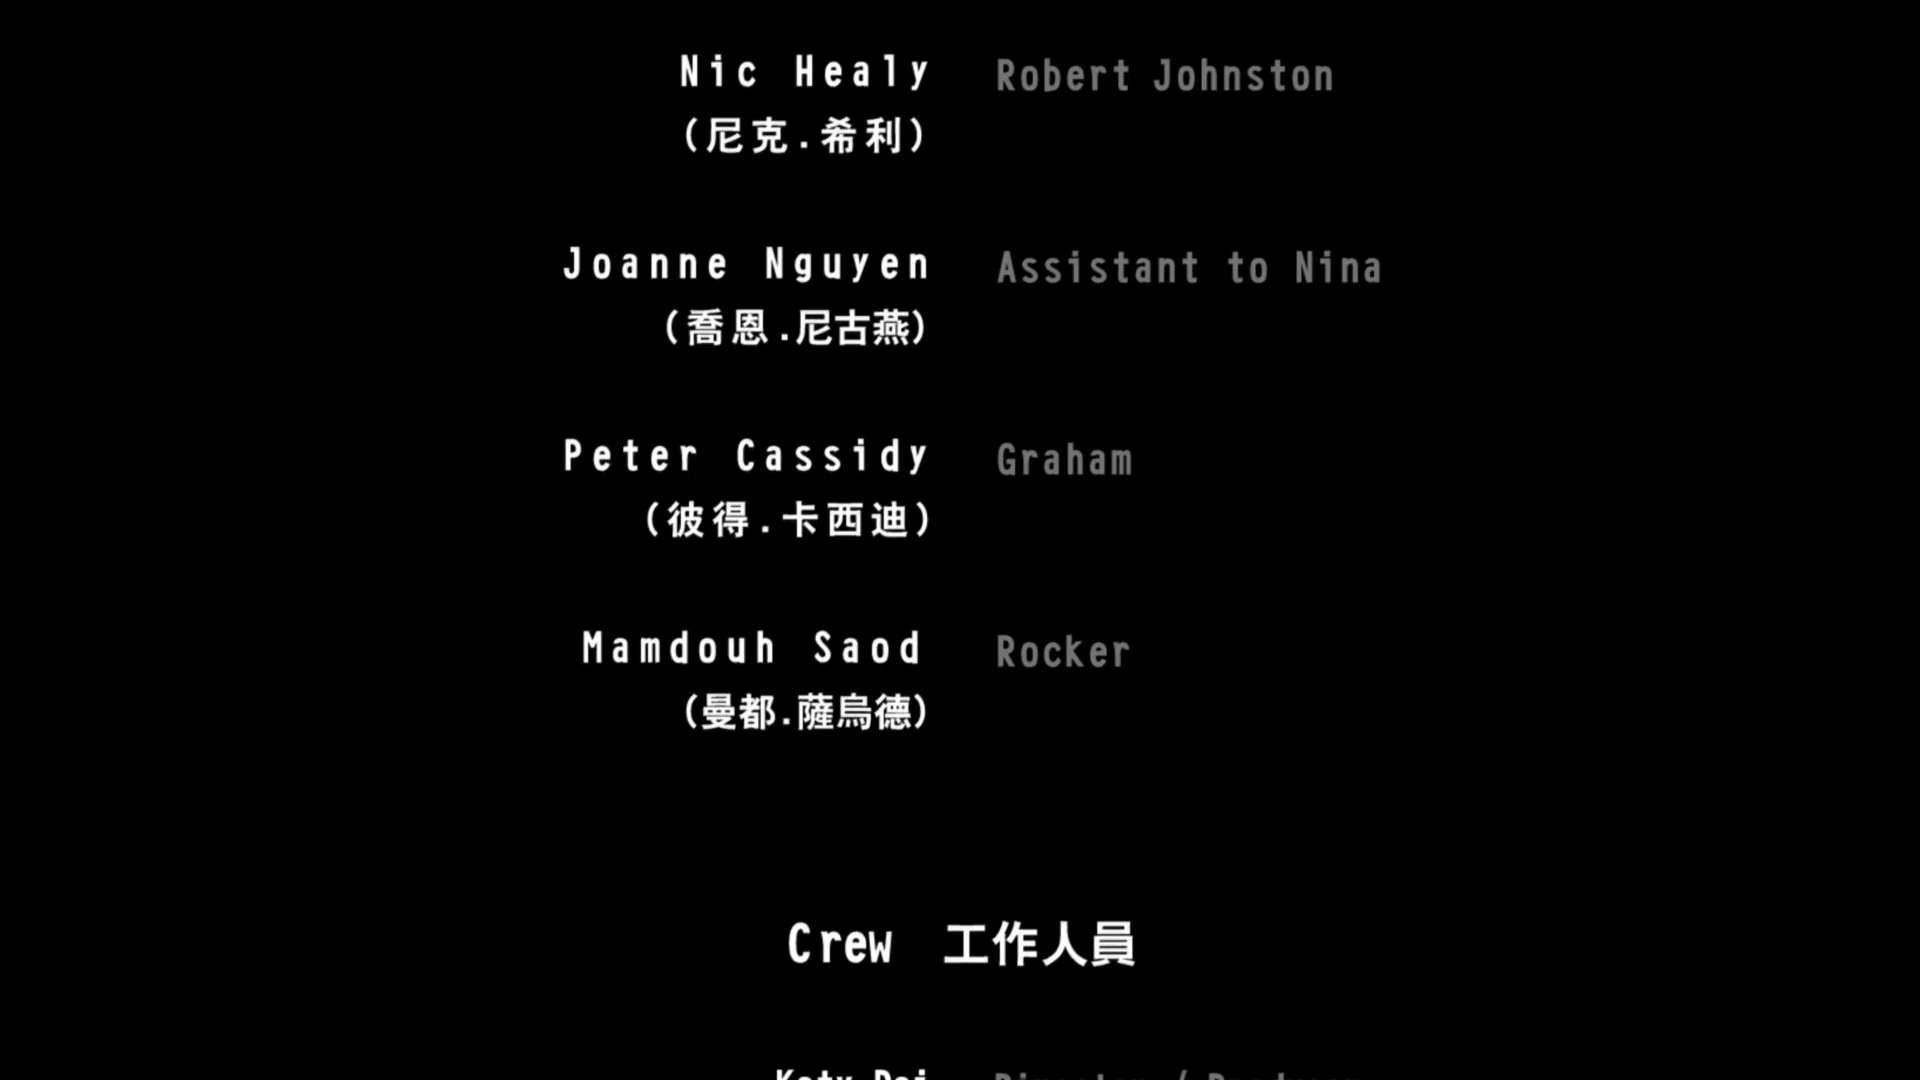 Nic Healy Robert Johnston
(尼克.希利)
Joanne Nguyen Assistant to Nina
(喬恩.尼古燕)
Peter Cassidy Graham
(彼得.卡西迪)
Mamdouh Saod Rocker
(曼都.薩烏德)
Crew 工作人員